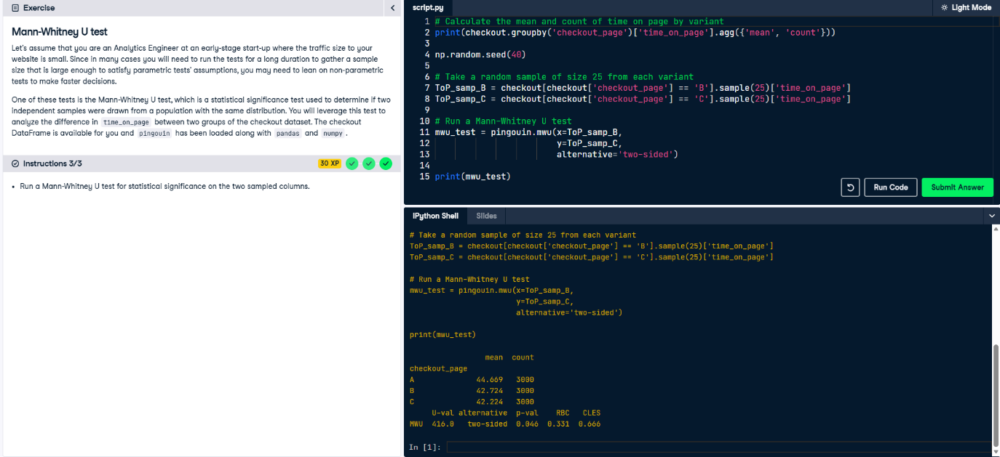 Exercise
Mann-Whitney U test
Let's assume that you are an Analytics Engineer at an early-stage start-up where the traffic size to your
website is small. Since in many cases you will need to run the tests for a long duration to gather a sample
size that is large enough to satisfy parametric tests' assumptions, you may need to lean on non-parametric
tests to make faster decisions.
One of these tests is the Mann-Whitney U test, which is a statistical significance test used to determine if two
independent samples were drawn from a population with the same distribution. You will leverage this test to
analyze the difference in time_on_page between two groups of the checkout dataset. The checkout
DataFrame is available for you and pingouin has been loaded along with pandas and numpy.
Instructions 3/3
30 XP
• Run a Mann-Whitney U test for statistical significance on the two sampled columns.
script.py
Light Mode
1 # Calculate the mean and count of time on page by variant
2 print(checkout.groupby('checkout_page')['time_on_page'].agg({'mean', 'count'}))
3
4 np.random.seed(40)
5
6 # Take a random sample of size 25 from each variant
7 ToP_samp_B = checkout[checkout['checkout_page'] == 'B'].sample(25)['time_on_page']
8 ToP_samp_C = checkout[checkout['checkout_page'] == 'C'].sample(25)['time_on_page']
9
10 # Run a Mann-Whitney U test
11 mwu_test = pingouin.mwu(x=ToP_samp_B,
12 y=ToP_samp_C,
13 alternative='two-sided')
14
15 print(mwu_test)
Run Code
Submit Answer
IPython Shell
Slides
# Take a random sample of size 25 from each variant
ToP_samp_B = checkout[checkout['checkout_page'] == 'B'].sample(25)['time_on_page']
ToP_samp_C = checkout[checkout['checkout_page'] == 'C'].sample(25)['time_on_page']
# Run a Mann-Whitney U test
mwu_test = pingouin.mwu(x=ToP_samp_B,
y=ToP_samp_C,
alternative='two-sided')
print(mwu_test)
mean count
checkout_page
A 44.669 3000
B 42.724 3000
C 42.224 3000
U-val alternative p-val RBC CLES
MWU 416.0 two-sided 0.046 0.331 0.666
In [1]: